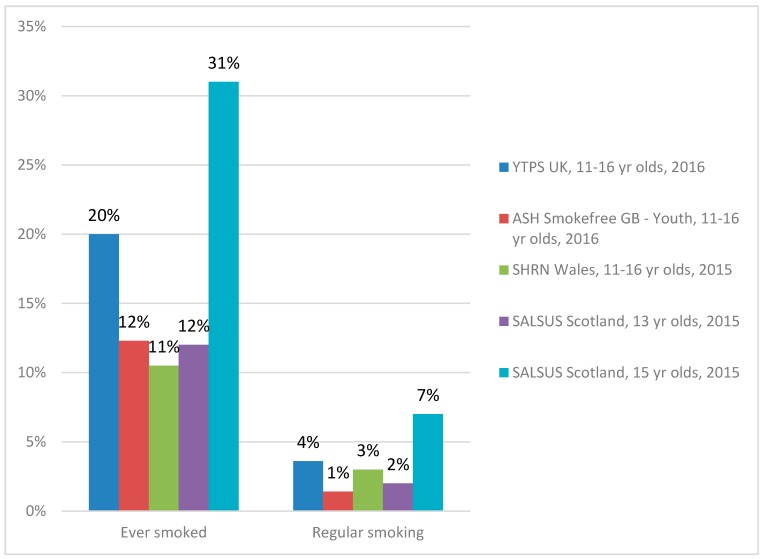 35%
30%
25%
20%
15%
10%
5%
0%
20%
12%
11%
12%
31%
4%
1%
3%
2%
7%
Ever smoked
Regular smoking
YTPS UK, 11-16 yr olds, 2016
ASH Smokefree GB - Youth, 11-16
yr olds, 2016
SHRN Wales, 11-16 yr olds, 2015
SALSUS Scotland, 13 yr olds, 2015
SALSUS Scotland, 15 yr olds, 2015